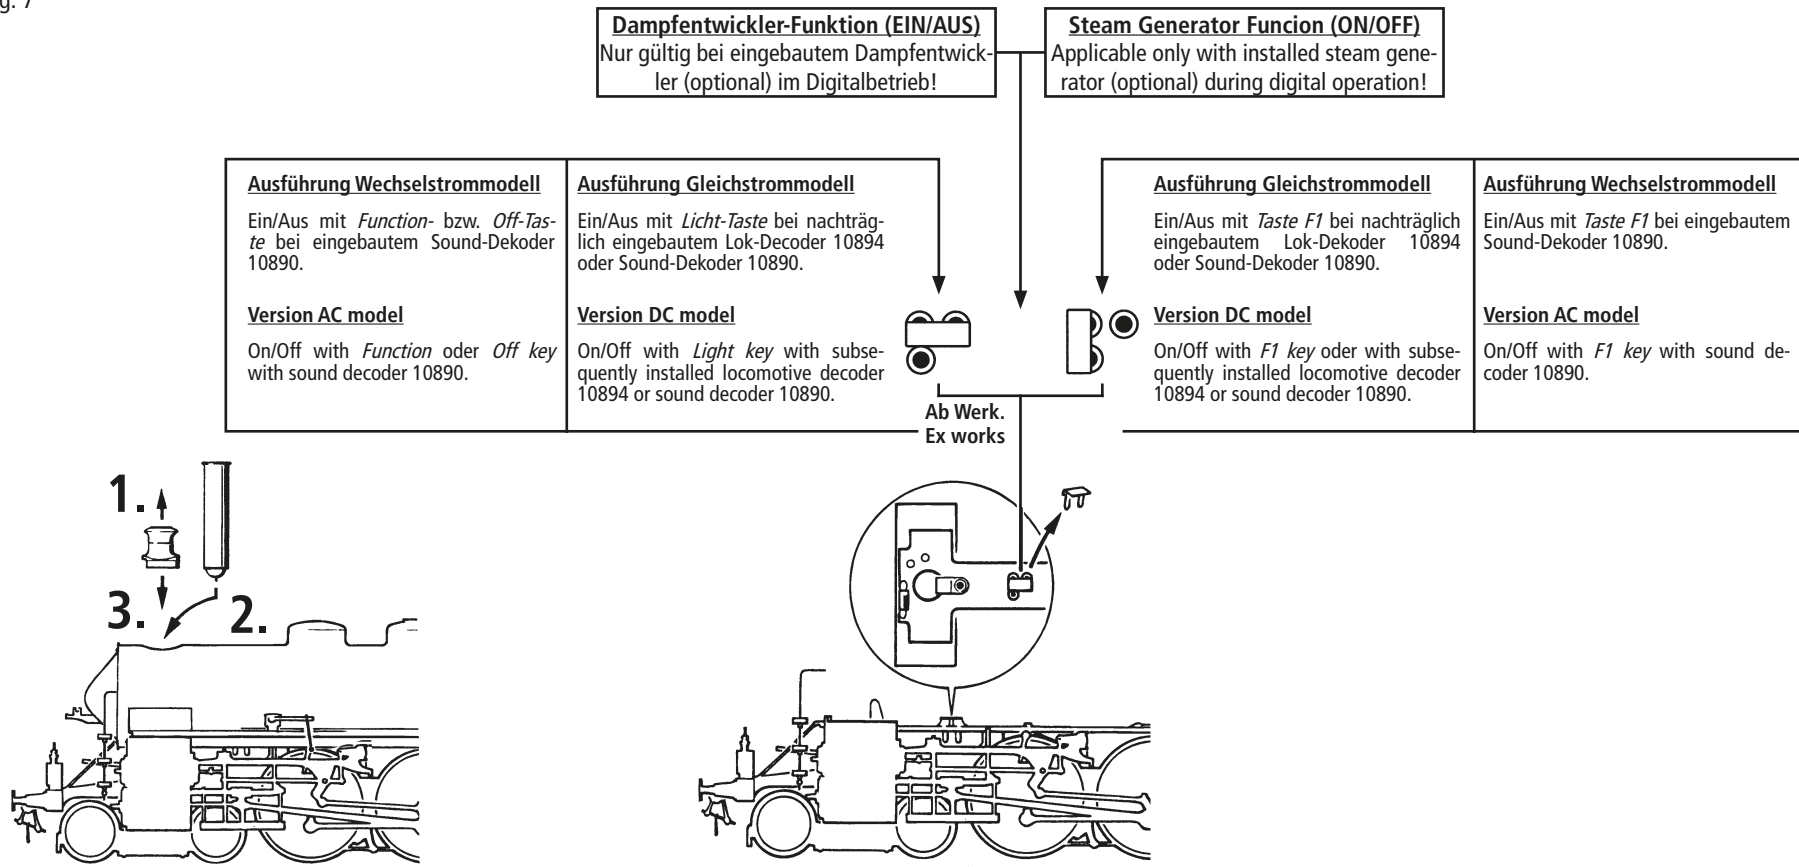 g. 7
Dampfentwickler-Funktion (EIN/AUS)
Nur gültig bei eingebautem Dampfentwick-
ler (optional) im Digitalbetrieb!
Steam Generator Funcion (ON/OFF)
Applicable only with installed steam gene-
rator (optional) during digital operation!
Ausführung Wechselstrommodell
Ein/Aus mit Function- bzw. Off-Tas-
te bei eingebautem Sound-Dekoder
10890.
Version AC model
On/Off with Function oder Off key
with sound decoder 10890.
Ausführung Gleichstrommodell
Ein/Aus mit Licht-Taste bei nachträg-
lich eingebautem Lok-Decoder 10894
oder Sound-Dekoder 10890.
Version DC model
On/Off with Light key with subse-
quently installed locomotive decoder
10894 or sound decoder 10890.
Ausführung Gleichstrommodell
Ein/Aus mit Taste F1 bei nachträglich
eingebautem Lok-Dekoder 10894
oder Sound-Dekoder 10890.
Version DC model
On/Off with F1 key oder with subse-
quently installed locomotive decoder
10894 or sound decoder 10890.
Ausführung Wechselstrommodell
Ein/Aus mit Taste F1 bei eingebautem
Sound-Dekoder 10890.
Version AC model
On/Off with F1 key with sound de-
coder 10890.
Ab Werk.
Ex works
1.
3.
2.